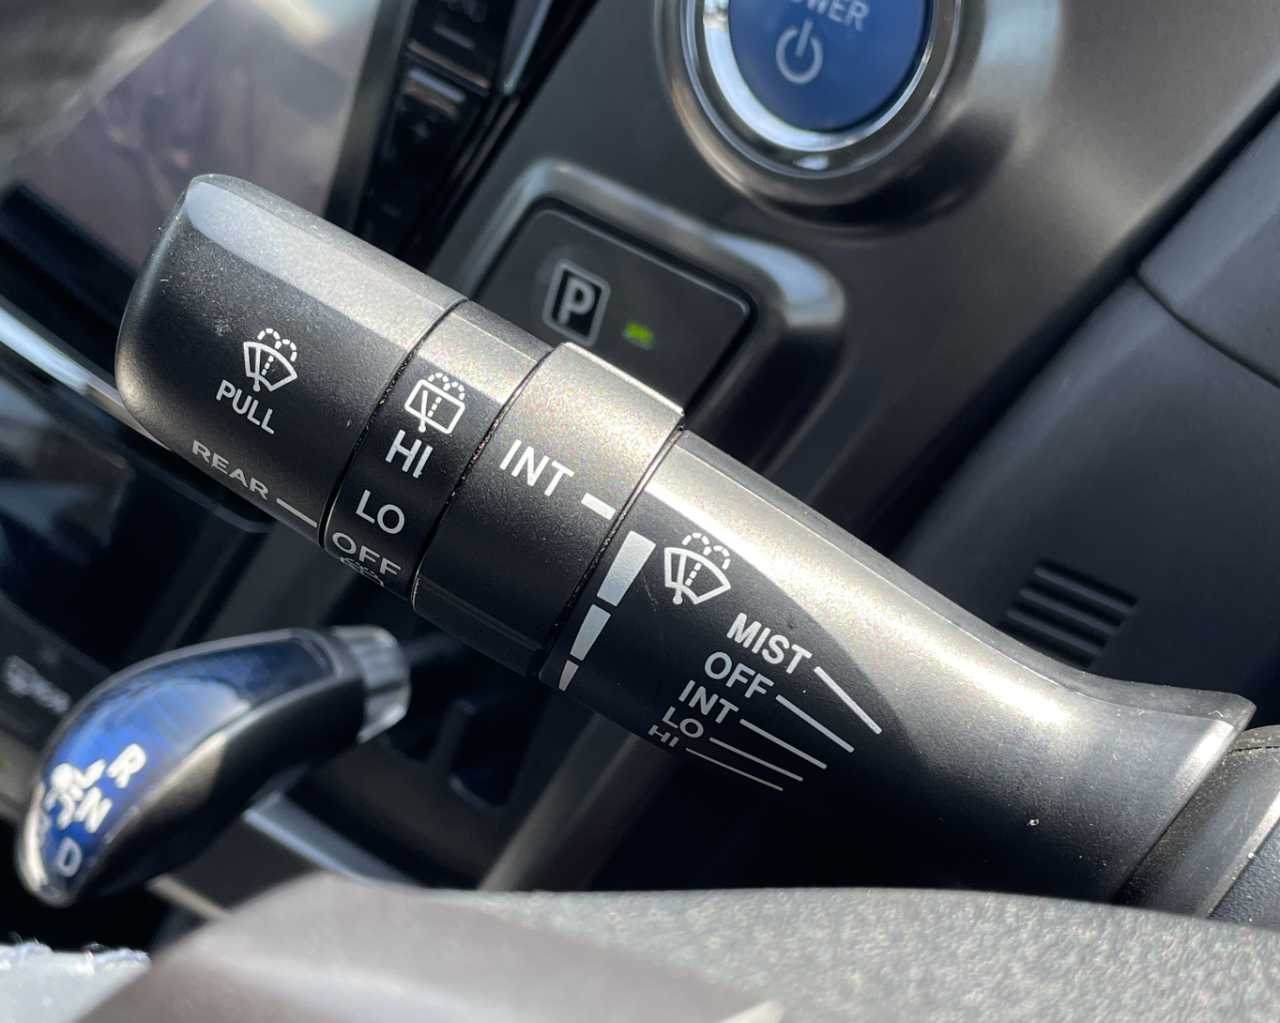 POWER
P
PULL
REAR
HI
LO
OFF
INT
MIST
OFF
INT
LO
HI
R
N
D